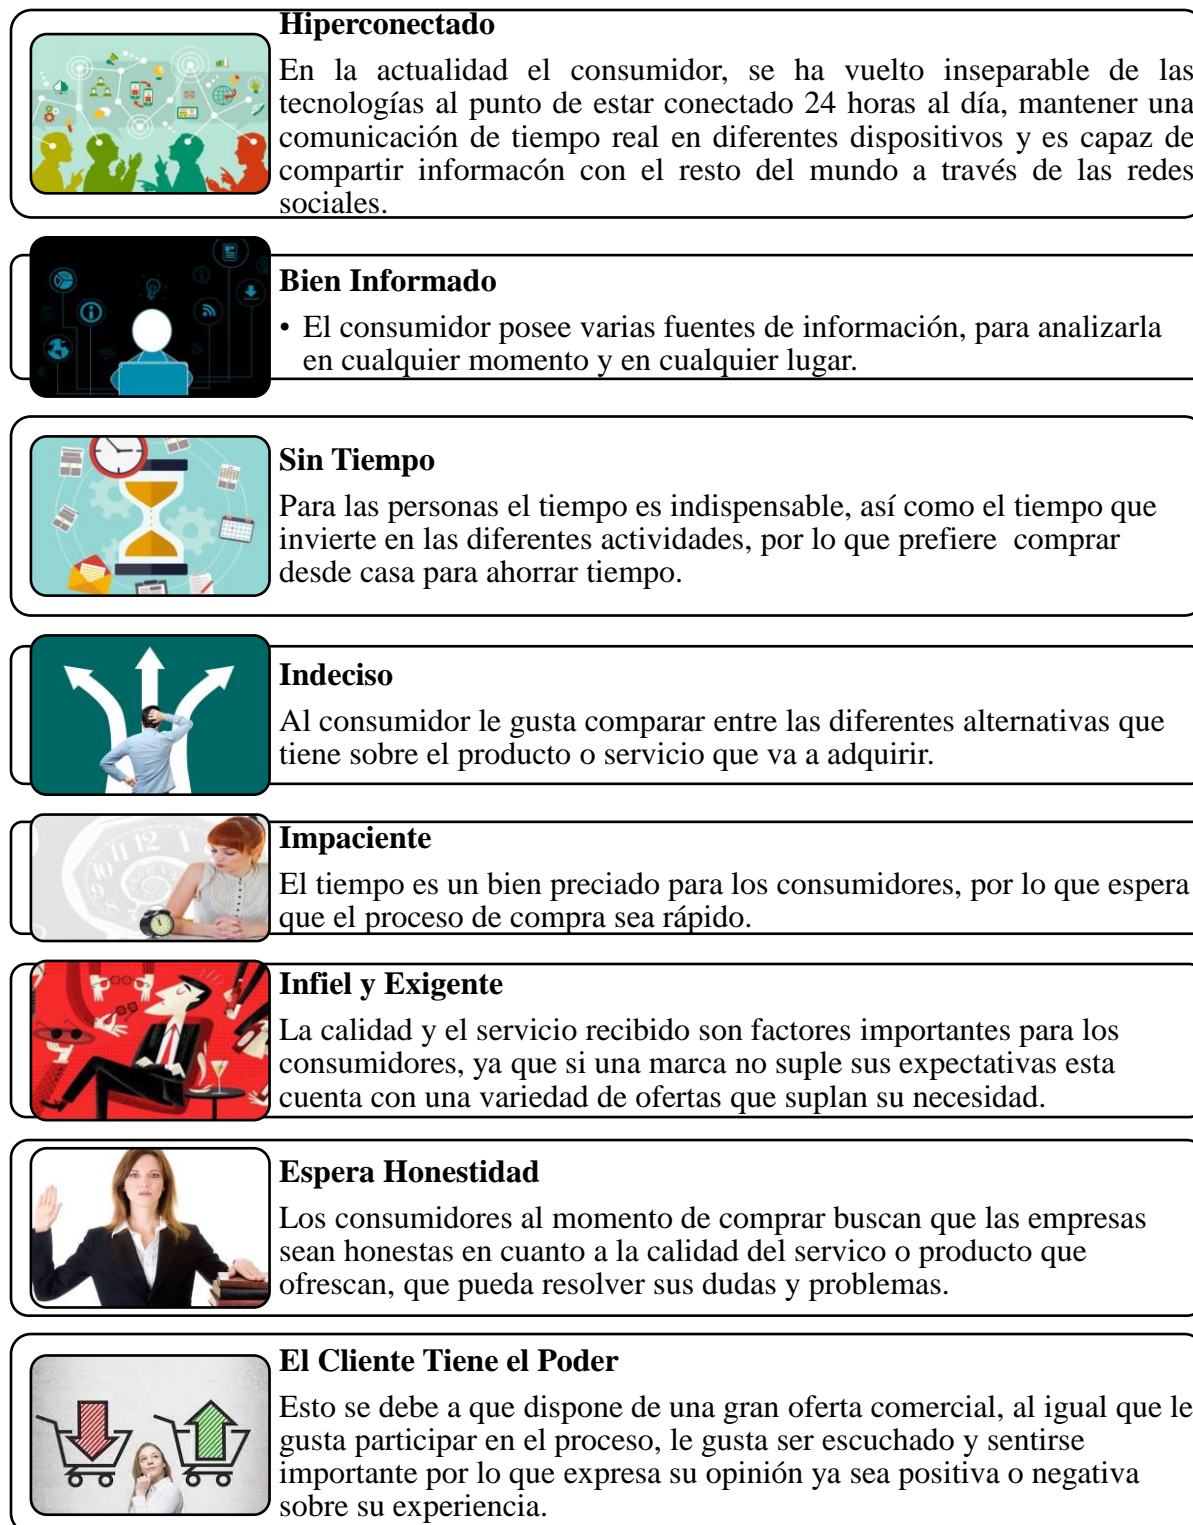 Hiperconectado
En la actualidad el consumidor, se ha vuelto inseparable de las
tecnologías al punto de estar conectado 24 horas al día, mantener una
comunicación de tiempo real en diferentes dispositivos y es capaz de
compartir informacón con el resto del mundo a través de las redes
sociales.
Bien Informado
• El consumidor posee varias fuentes de información, para analizarla
en cualquier momento y en cualquier lugar.
Sin Tiempo
Para las personas el tiempo es indispensable, así como el tiempo que
invierte en las diferentes actividades, por lo que prefiere comprar
desde casa para ahorrar tiempo.
Indeciso
Al consumidor le gusta comparar entre las diferentes alternativas que
tiene sobre el producto o servicio que va a adquirir.
Impaciente
El tiempo es un bien preciado para los consumidores, por lo que espera
que el proceso de compra sea rápido.
Infiel y Exigente
La calidad y el servicio recibido son factores importantes para los
consumidores, ya que si una marca no suple sus expectativas esta
cuenta con una variedad de ofertas que suplan su necesidad.
Espera Honestidad
Los consumidores al momento de comprar buscan que las empresas
sean honestas en cuanto a la calidad del servico o producto que
ofrescan, que pueda resolver sus dudas y problemas.
El Cliente Tiene el Poder
Esto se debe a que dispone de una gran oferta comercial, al igual que le
gusta participar en el proceso, le gusta ser escuchado y sentirse
importante por lo que expresa su opinión ya sea positiva o negativa
sobre su experiencia.